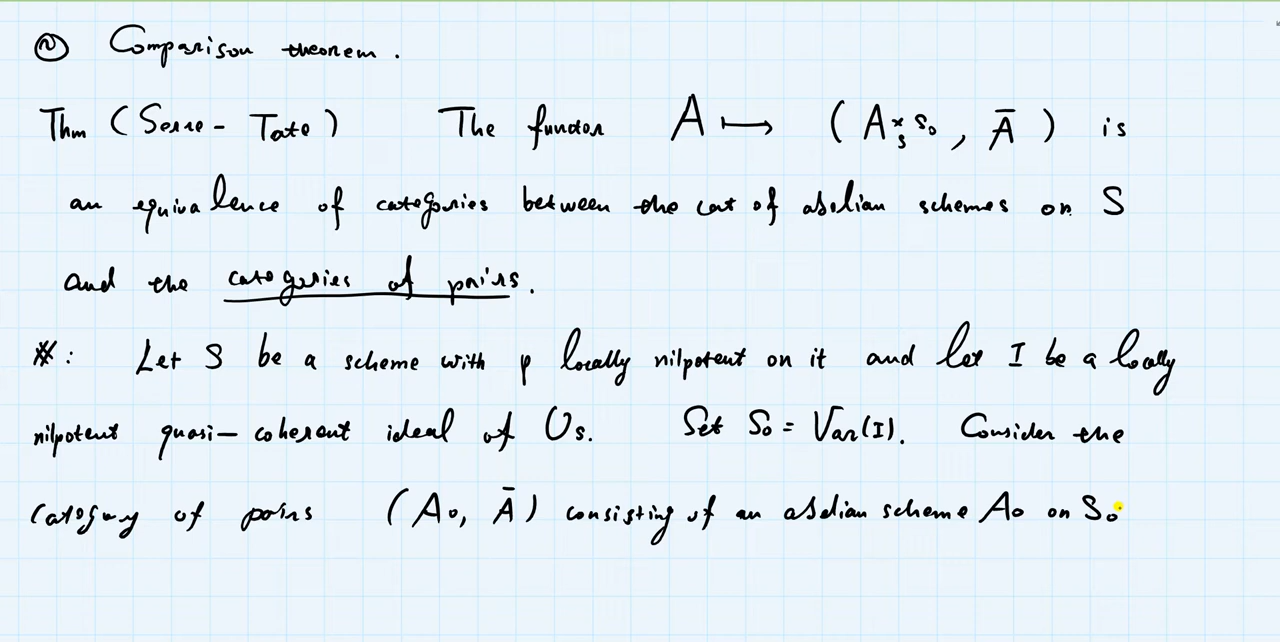 ② Comparison theorem.
Thm (Serre-Tate) The functor A ⟼ (A ×_S S₀, Ā) is
an equivalence of categories between the cat of abelian schemes on S
and the categories of pairs.
※: Let S be a scheme with p locally nilpotent on it and let I be a locally
nilpotent quasi-coherent ideal of O_S. Set S₀ = Var(I). Consider the
category of pairs (A₀, Ā) consisting of an abelian scheme A₀ on S₀